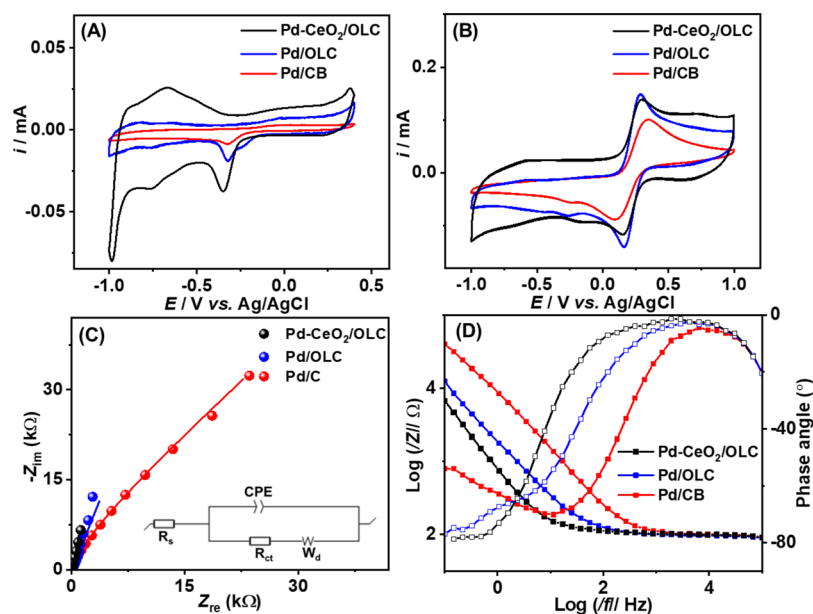 (A)
Pd-CeO₂/OLC
Pd/OLC
Pd/CB
0.05
0.00
-0.05
i / mA
-1.0 -0.5 0.0 0.5
E / V vs. Ag/AgCl
(B)
Pd-CeO₂/OLC
Pd/OLC
Pd/CB
0.2
0.0
i / mA
-1.0 -0.5 0.0 0.5 1.0
E / V vs. Ag/AgCl
(C)
Pd-CeO₂/OLC
Pd/OLC
Pd/C
30
15
0
-Zim (kΩ)
CPE
Rs
Rct
Wd
0 15 30
Zre (kΩ)
(D)
Pd-CeO₂/OLC
Pd/OLC
Pd/CB
4
2
Log (/Z// Ω)
0
-40
-80
Phase angle (°)
0 2 4
Log (/f// Hz)